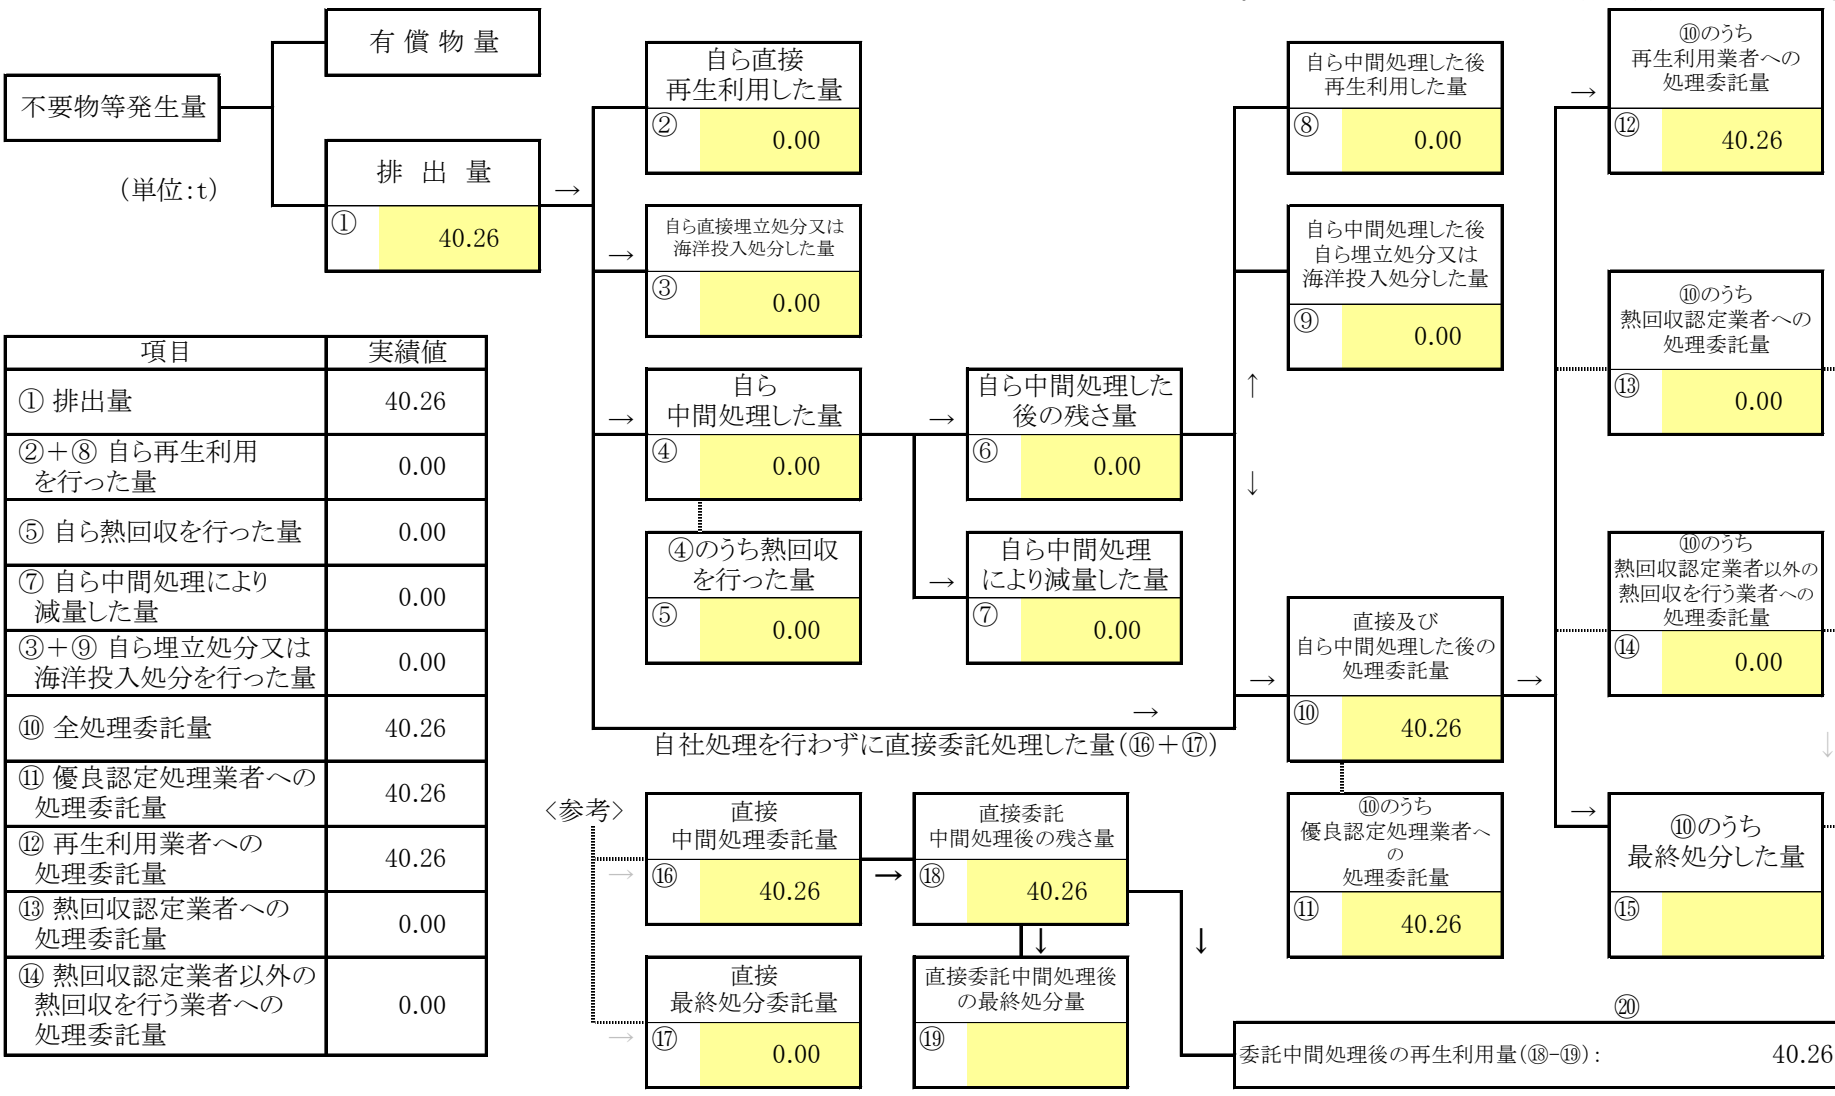 有 償 物 量
不要物等発生量
(単位:t)
排 出 量
①
40.26
→
自ら直接
再生利用した量
②
0.00
→
自ら直接埋立処分又は
海洋投入処分した量
③
0.00
→
自ら
中間処理した量
④
0.00
④のうち熱回収
を行った量
⑤
0.00
→
自ら中間処理した
後の残さ量
⑥
0.00
→
自ら中間処理
により減量した量
⑦
0.00
自ら中間処理した後
再生利用した量
⑧
0.00
自ら中間処理した後
自ら埋立処分又は
海洋投入処分した量
⑨
0.00
↑
↓
→
直接及び
自ら中間処理した後の
処理委託量
⑩
40.26
→
⑩のうち
優良認定処理業者へ
の
処理委託量
⑪
40.26
→
⑩のうち
再生利用業者への
処理委託量
⑫
40.26
⑩のうち
熱回収認定業者への
処理委託量
⑬
0.00
⑩のうち
熱回収認定業者以外の
熱回収を行う業者への
処理委託量
⑭
0.00
↓
→
⑩のうち
最終処分した量
⑮
→
自社処理を行わずに直接委託処理した量(⑯+⑰)
<参考>
→
直接
中間処理委託量
⑯
40.26
→
直接
最終処分委託量
⑰
0.00
→
直接委託
中間処理後の残さ量
⑱
40.26
↓
↓
直接委託中間処理後
の最終処分量
⑲
⑳
委託中間処理後の再生利用量(⑱-⑲): 40.26
項目 実績値
① 排出量 40.26
②+⑧ 自ら再生利用
を行った量 0.00
⑤ 自ら熱回収を行った量 0.00
⑦ 自ら中間処理により
減量した量 0.00
③+⑨ 自ら埋立処分又は
海洋投入処分を行った量 0.00
⑩ 全処理委託量 40.26
⑪ 優良認定処理業者への
処理委託量 40.26
⑫ 再生利用業者への
処理委託量 40.26
⑬ 熱回収認定業者への
処理委託量 0.00
⑭ 熱回収認定業者以外の
熱回収を行う業者への
処理委託量 0.00